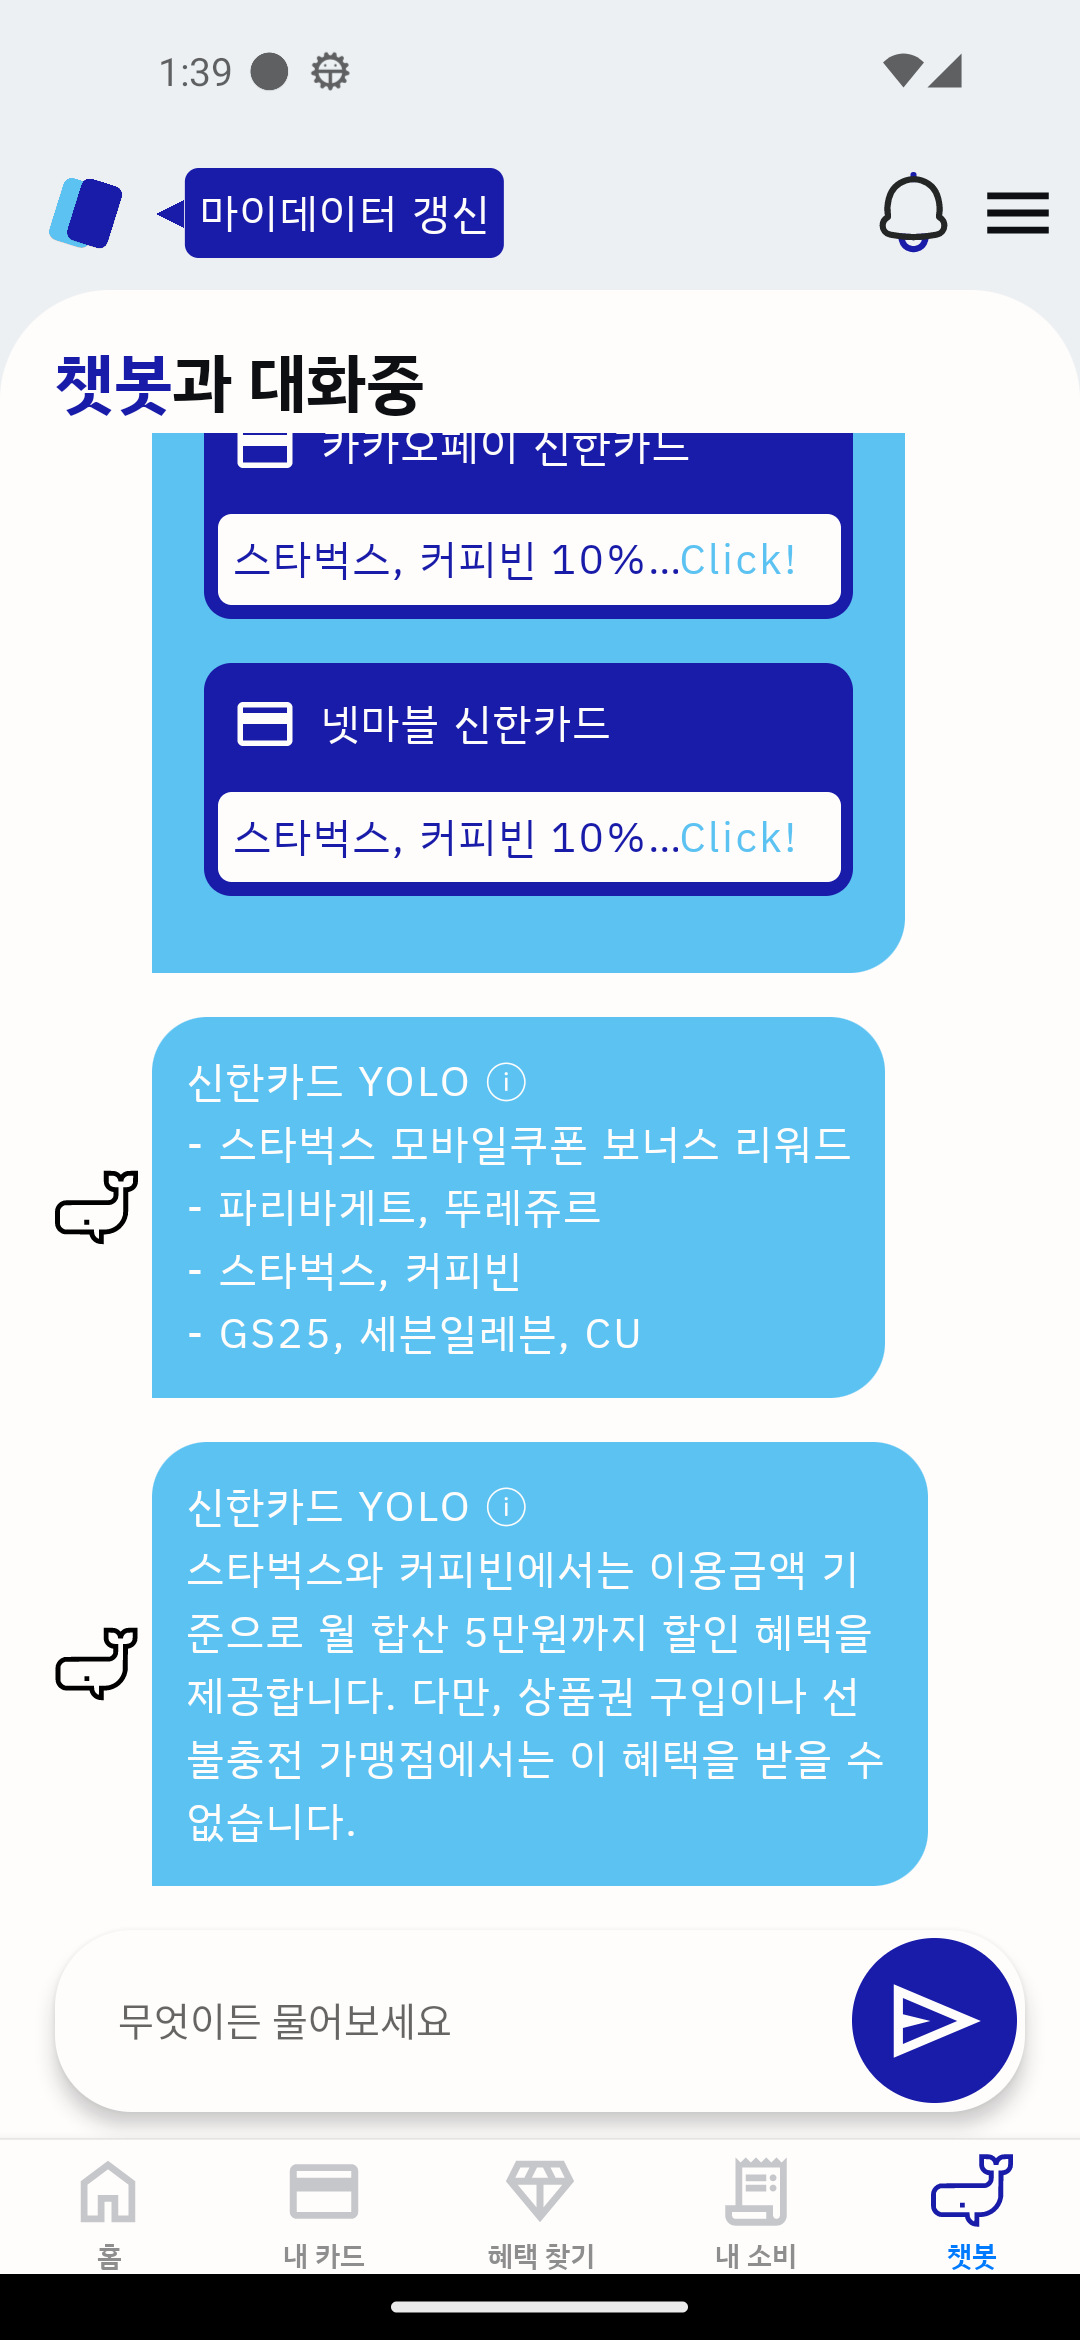 1:39
마이데이터 갱신
챗봇과 대화중
카카오페이 신한카드
스타벅스, 커피빈 10%...Click!
넷마블 신한카드
스타벅스, 커피빈 10%...Click!
신한카드 YOLO ⓘ
- 스타벅스 모바일쿠폰 보너스 리워드
- 파리바게트, 뚜레쥬르
- 스타벅스, 커피빈
- GS25, 세븐일레븐, CU
신한카드 YOLO ⓘ
스타벅스와 커피빈에서는 이용금액 기
준으로 월 합산 5만원까지 할인 혜택을
제공합니다. 다만, 상품권 구입이나 선
불충전 가맹점에서는 이 혜택을 받을 수
없습니다.
무엇이든 물어보세요
홈
내 카드
혜택 찾기
내 소비
챗봇